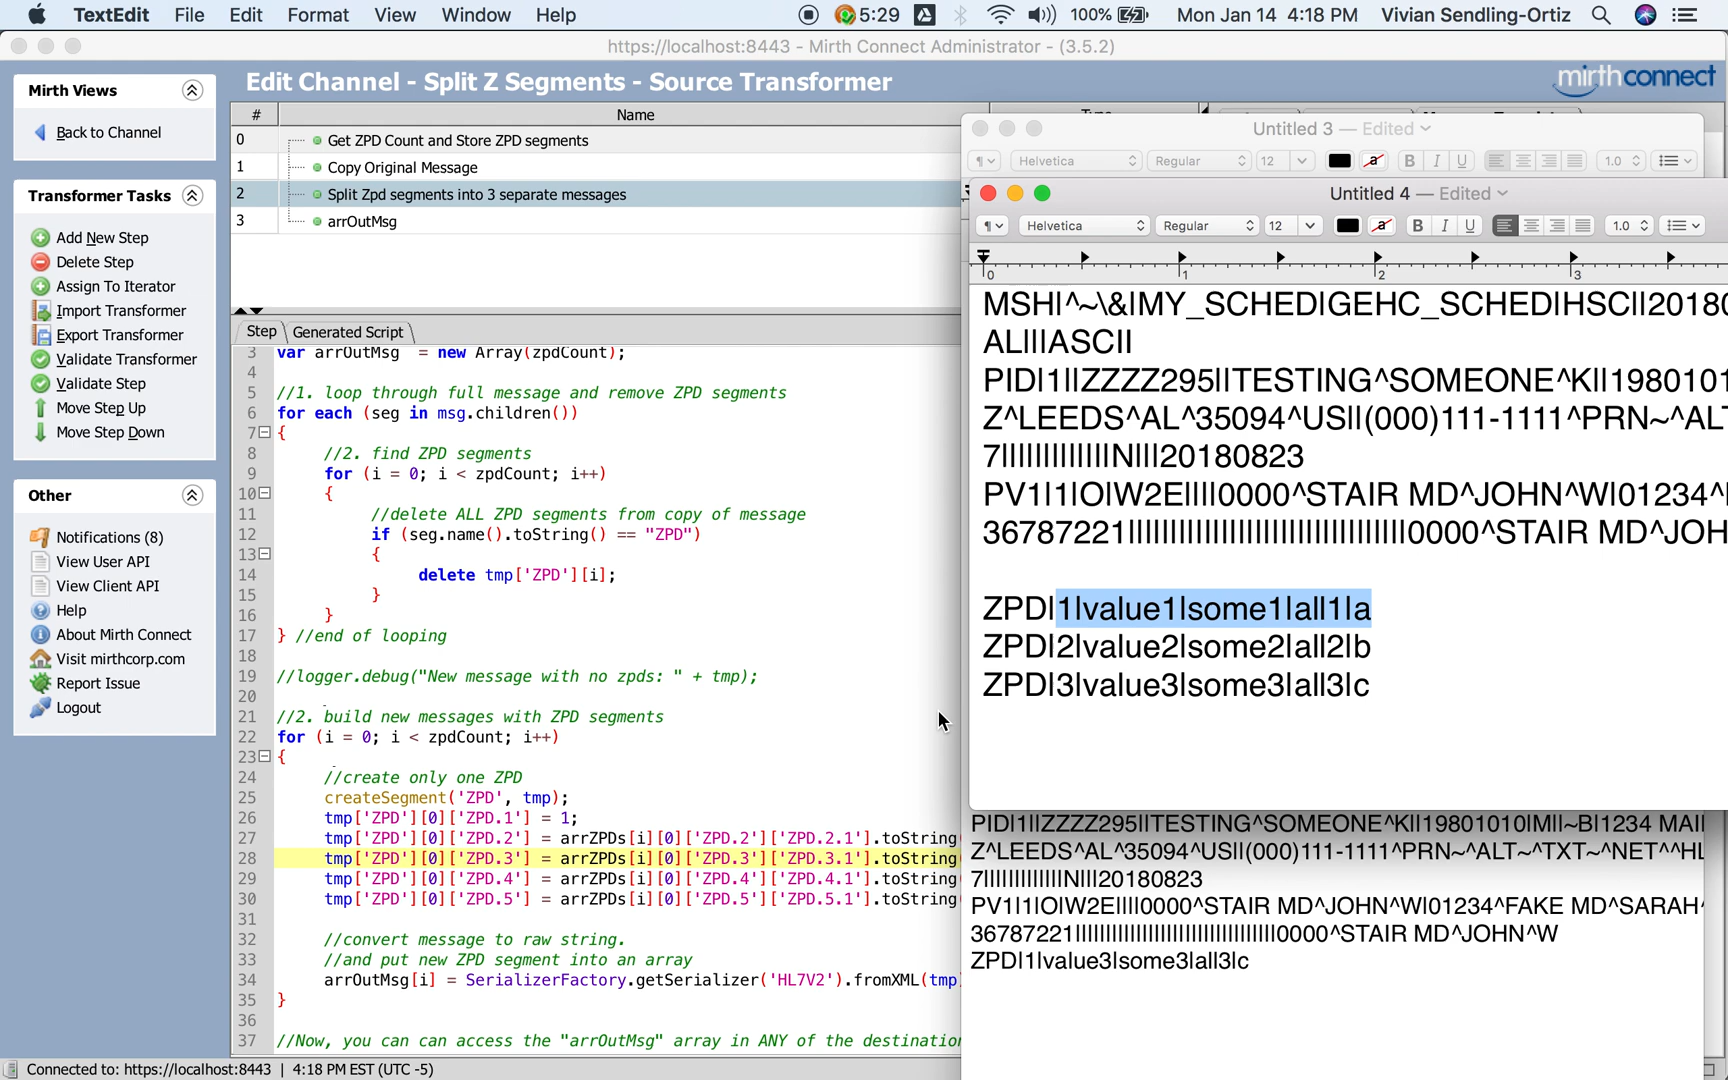 TextEdit File Edit Format View Window Help 5:29 100% Mon Jan 14 4:18 PM Vivian Sendling-Ortiz
https://localhost:8443 - Mirth Connect Administrator - (3.5.2)
Mirth Views
Back to Channel
Transformer Tasks
Add New Step
Delete Step
Assign To Iterator
Import Transformer
Export Transformer
Validate Transformer
Validate Step
Move Step Up
Move Step Down
Other
Notifications (8)
View User API
View Client API
Help
About Mirth Connect
Visit mirthcorp.com
Report Issue
Logout
Edit Channel - Split Z Segments - Source Transformer
mirthconnect
# Name
0 Get ZPD Count and Store ZPD segments
1 Copy Original Message
2 Split Zpd segments into 3 separate messages
3 arrOutMsg
Step Generated Script
3 var arrOutMsg = new Array(zpdCount);
4
5 //1. loop through full message and remove ZPD segments
6 for each (seg in msg.children())
7 {
8 //2. find ZPD segments
9 for (i = 0; i < zpdCount; i++)
10 {
11 //delete ALL ZPD segments from copy of message
12 if (seg.name().toString() == "ZPD")
13 {
14 delete tmp['ZPD'][i];
15 }
16 }
17 } //end of looping
18
19 //logger.debug("New message with no zpds: " + tmp);
20
21 //2. build new messages with ZPD segments
22 for (i = 0; i < zpdCount; i++)
23 {
24 //create only one ZPD
25 createSegment('ZPD', tmp);
26 tmp['ZPD'][0]['ZPD.1'] = 1;
27 tmp['ZPD'][0]['ZPD.2'] = arrZPDs[i][0]['ZPD.2']['ZPD.2.1'].toString
28 tmp['ZPD'][0]['ZPD.3'] = arrZPDs[i][0]['ZPD.3']['ZPD.3.1'].toString
29 tmp['ZPD'][0]['ZPD.4'] = arrZPDs[i][0]['ZPD.4']['ZPD.4.1'].toString
30 tmp['ZPD'][0]['ZPD.5'] = arrZPDs[i][0]['ZPD.5']['ZPD.5.1'].toString
31
32 //convert message to raw string.
33 //and put new ZPD segment into an array
34 arrOutMsg[i] = SerializerFactory.getSerializer('HL7V2').fromXML(tmp
35 }
36
37 //Now, you can can access the "arrOutMsg" array in ANY of the destination
Untitled 3 — Edited
Helvetica Regular 12 a B I U 1.0
Untitled 4 — Edited
Helvetica Regular 12 a B I U 1.0
0 1 2 3
MSH|^~\&|MY_SCHED|GEHC_SCHED|HSC||20180
AL|||ASCII
PID|1||ZZZZ295||TESTING^SOMEONE^K||1980101
Z^LEEDS^AL^35094^US||(000)111-1111^PRN~^ALT
7|||||||||||||N|||20180823
PV1|1|O|W2E||||0000^STAIR MD^JOHN^W|01234^
36787221|||||||||||||||||||||||||||||||||0000^STAIR MD^JOH
ZPD|1|value1|some1|all1|a
ZPD|2|value2|some2|all2|b
ZPD|3|value3|some3|all3|c
PID|1||ZZZZ295||TESTING^SOMEONE^K||19801010|M||~B|1234 MAI
Z^LEEDS^AL^35094^US||(000)111-1111^PRN~^ALT~^TXT~^NET^^HL
7|||||||||||||N|||20180823
PV1|1|O|W2E||||0000^STAIR MD^JOHN^W|01234^FAKE MD^SARAH^
36787221|||||||||||||||||||||||||||||||||0000^STAIR MD^JOHN^W
ZPD|1|value3|some3|all3|c
Connected to: https://localhost:8443 | 4:18 PM EST (UTC -5)